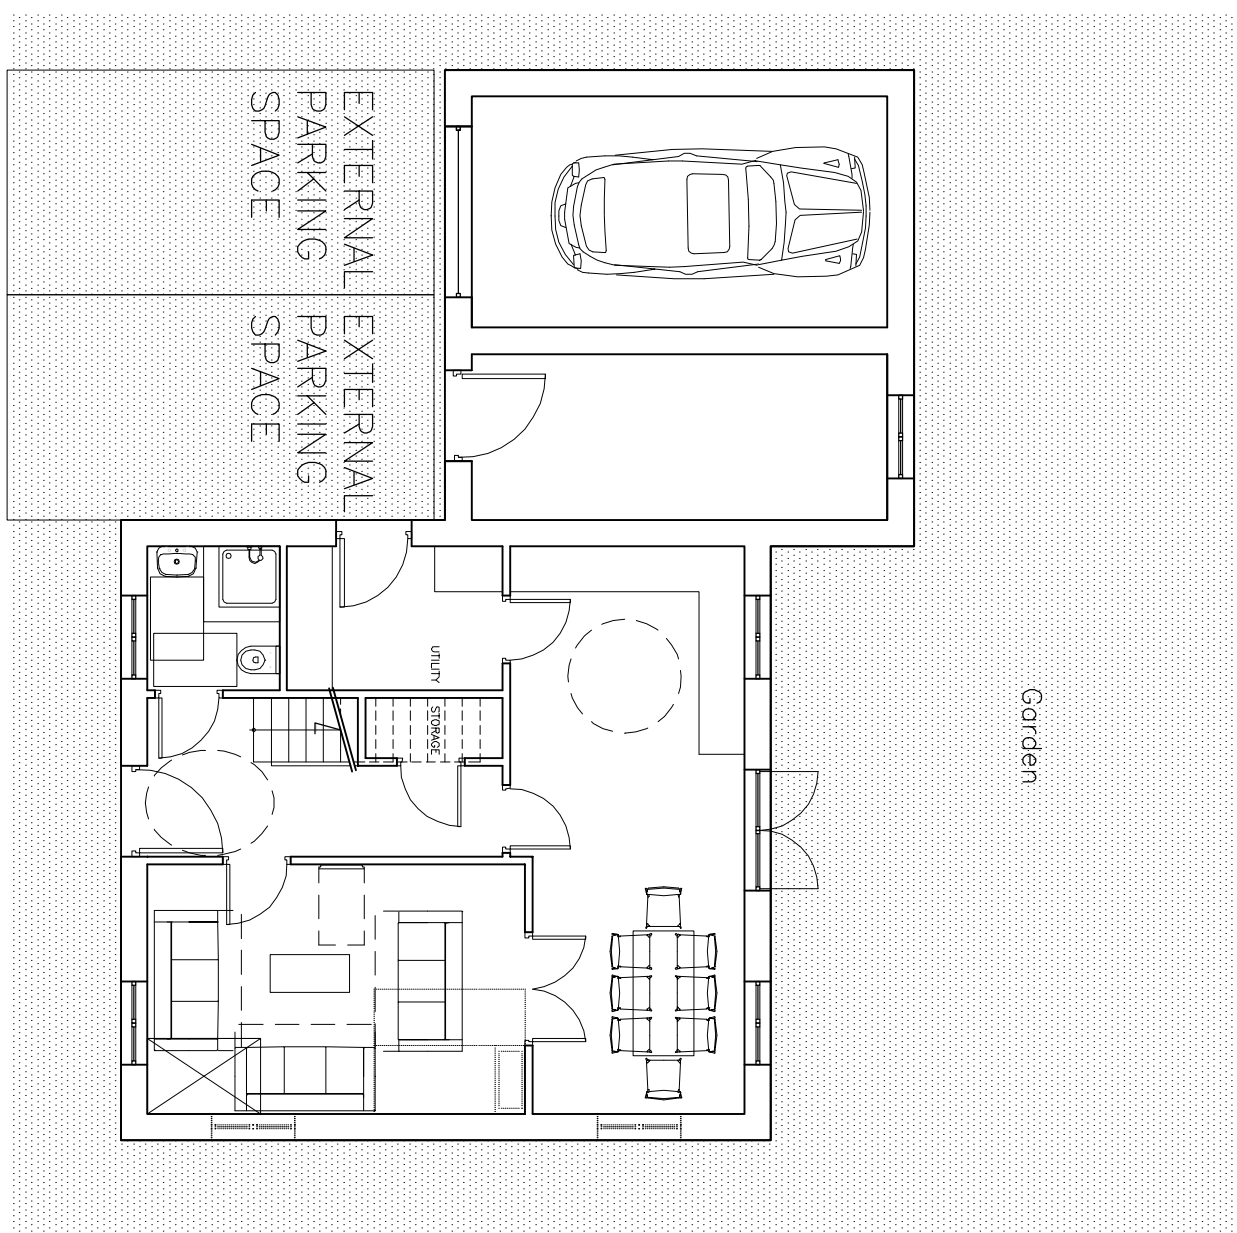 EXTERNAL
PARKING
SPACE
EXTERNAL
PARKING
SPACE
UTILITY
STORAGE
Garden